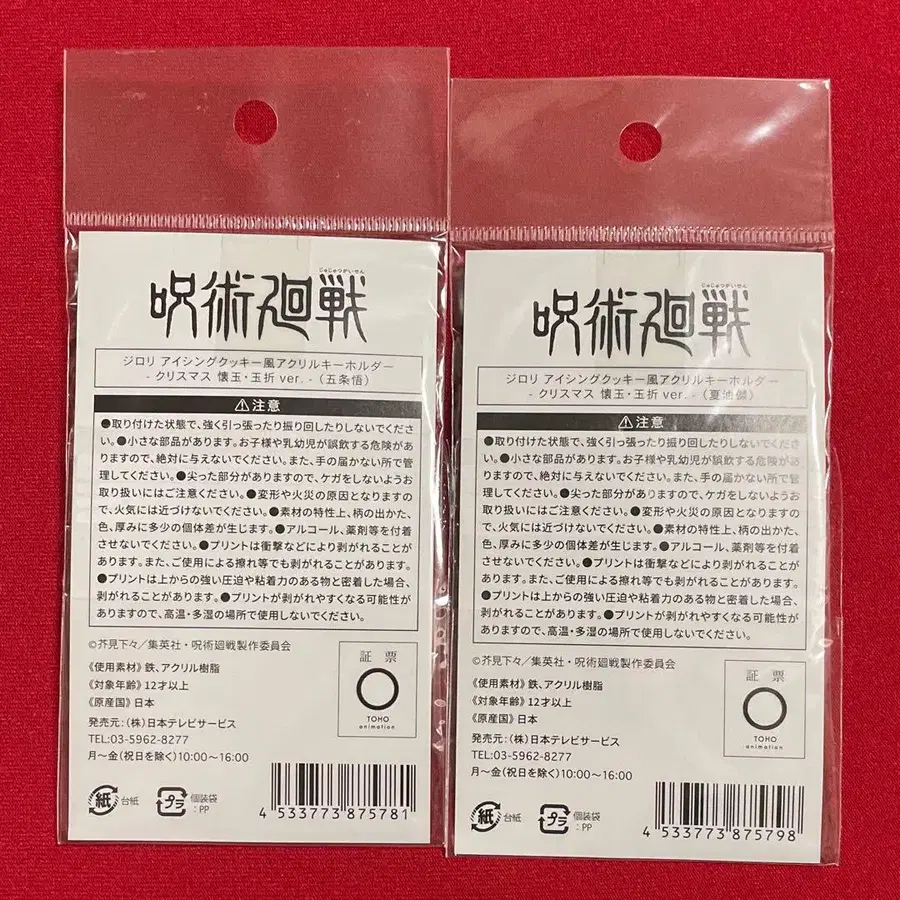 じゅじゅつかいせん
呪術廻戦
ジロリ アイシングクッキー風アクリルキーホルダー
- クリスマス 懐玉・玉折 ver. -（五条悟）
⚠注意
●取り付けた状態で、強く引っ張ったり振り回したりしないでくださ
い。●小さな部品があります。お子様や乳幼児が誤飲する危険があ
りますので、絶対に与えないでください。また、手の届かない所で管
理してください。●尖った部分がありますので、ケガをしないようお
取り扱いにはご注意ください。●変形や火災の原因となりますの
で、火気には近づけないでください。●素材の特性上、柄の出かた、
色、厚みに多少の個体差が生じます。●アルコール、薬剤等を付着
させないでください。●プリントは衝撃などにより剥がれることが
あります。また、ご使用による擦れ等でも剥がれることがあります。
●プリントは上からの強い圧迫や粘着力のある物と密着した場合、
剥がれることがあります。●プリントが剥がれやすくなる可能性が
ありますので、高温・多湿の場所で使用しないでください。
©芥見下々／集英社・呪術廻戦製作委員会
《使用素材》鉄、アクリル樹脂
《対象年齢》12才以上
《原産国》日本
発売元：（株）日本テレビサービス
TEL:03-5962-8277
月～金（祝日を除く）10:00～16:00
証票
TOHO
animation
紙 台紙
プラ 個装袋
：PP
4 533773 875781
じゅじゅつかいせん
呪術廻戦
ジロリ アイシングクッキー風アクリルキーホルダー
- クリスマス 懐玉・玉折 ver. -（夏油傑）
⚠注意
●取り付けた状態で、強く引っ張ったり振り回したりしないでくださ
い。●小さな部品があります。お子様や乳幼児が誤飲する危険があ
りますので、絶対に与えないでください。また、手の届かない所で管
理してください。●尖った部分がありますので、ケガをしないようお
取り扱いにはご注意ください。●変形や火災の原因となりますの
で、火気には近づけないでください。●素材の特性上、柄の出かた、
色、厚みに多少の個体差が生じます。●アルコール、薬剤等を付着
させないでください。●プリントは衝撃などにより剥がれることが
あります。また、ご使用による擦れ等でも剥がれることがあります。
●プリントは上からの強い圧迫や粘着力のある物と密着した場合、
剥がれることがあります。●プリントが剥がれやすくなる可能性が
ありますので、高温・多湿の場所で使用しないでください。
©芥見下々／集英社・呪術廻戦製作委員会
《使用素材》鉄、アクリル樹脂
《対象年齢》12才以上
《原産国》日本
発売元：（株）日本テレビサービス
TEL:03-5962-8277
月～金（祝日を除く）10:00～16:00
証票
TOHO
animation
紙 台紙
プラ 個装袋
：PP
4 533773 875798